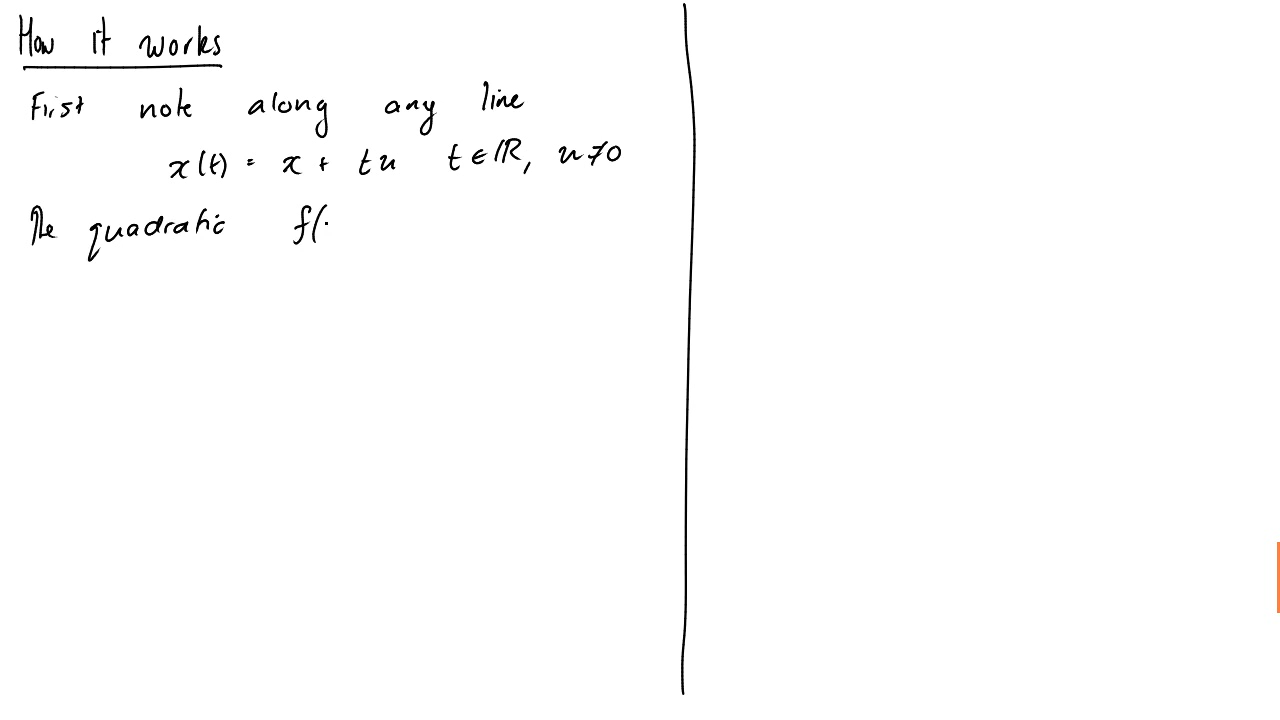 How it works
First note along any line
x(t) = x + tu t∈ℝ, u≠0
The quadratic f(.